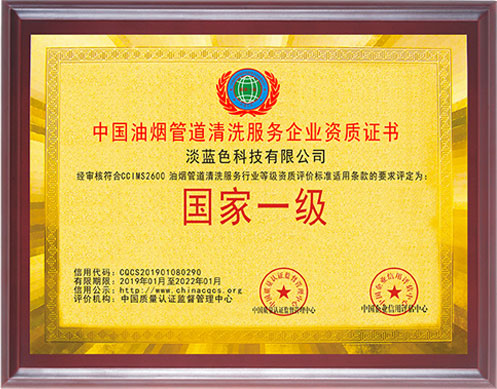 中国油烟管道清洗服务企业资质证书
淡蓝色科技有限公司
经审核符合CCIMS2600 油烟管道清洗服务行业等级资质评价标准适用条款的要求评定为:
国家一级
信用代码: CQCS201901080290
有限期限: 2019年01月至2022年01月
信用公示: http://www.chinacqcs.org
评价机构: 中国质量认证监督管理中心
中国质量认证监督管理中心
中国企业信用评估中心